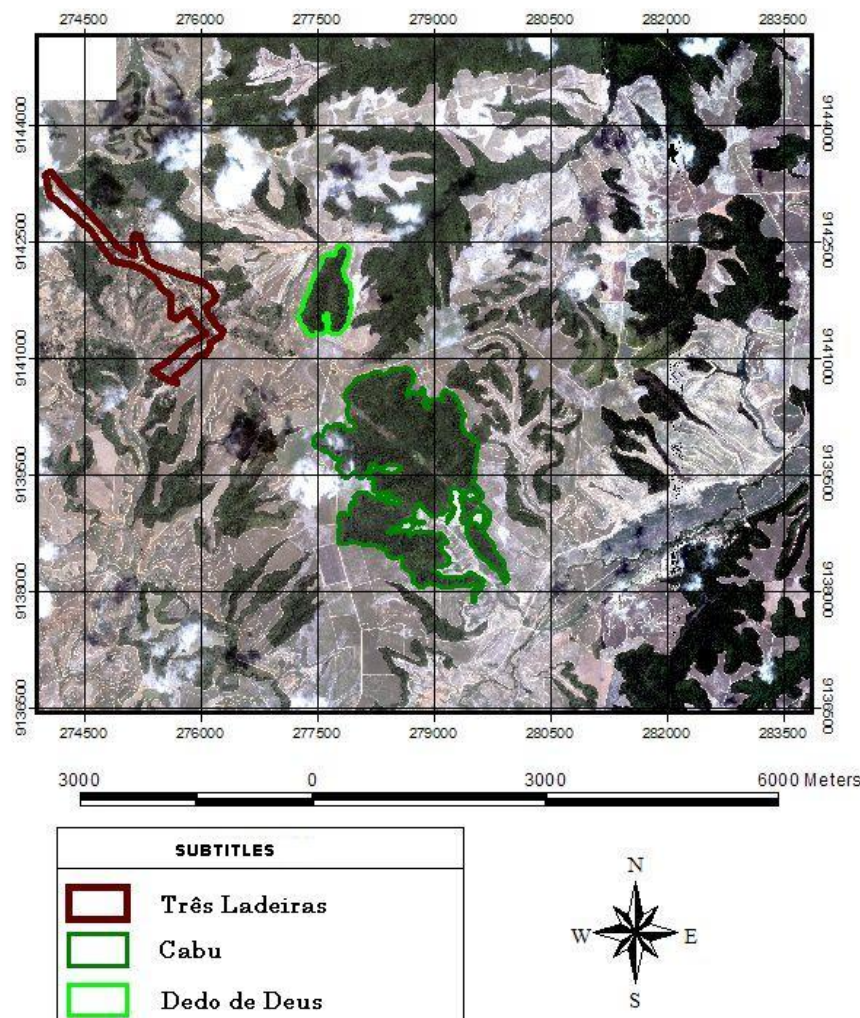 274500 276000 277500 279000 280500 282000 283500
9144000 9144000
9142500 9142500
9141000 9141000
9139500 9139500
9138000 9138000
9136500 9136500
274500 276000 277500 279000 280500 282000 283500
3000 0 3000 6000 Meters
SUBTITLES
Três Ladeiras
Cabu
Dedo de Deus
N
W E
S